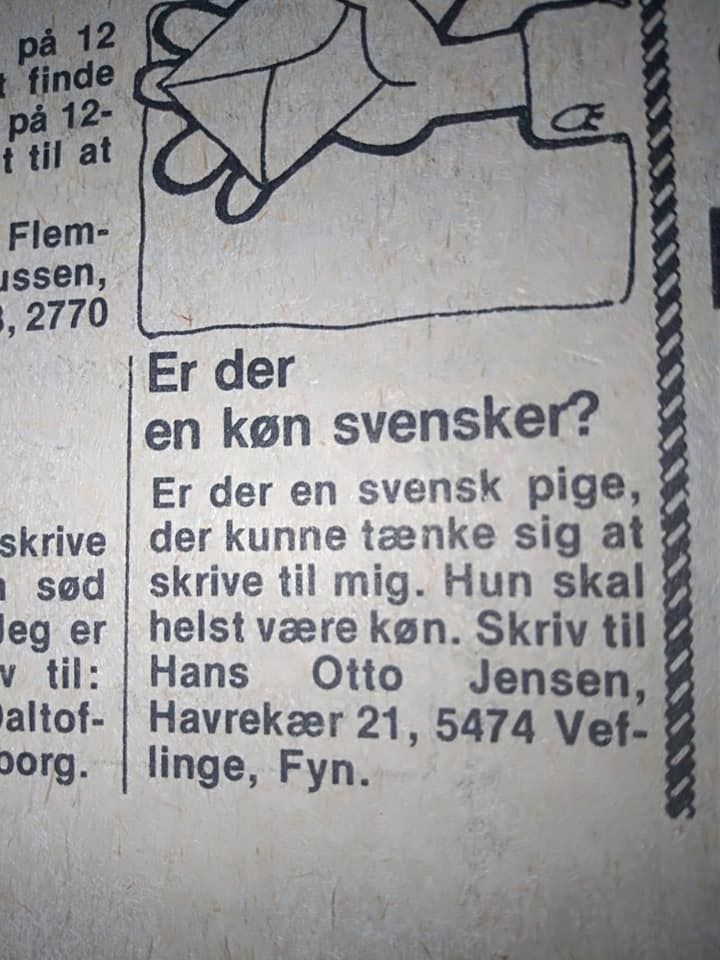 på 12
finde
på 12-
t til at
Flem-
ussen,
, 2770
skrive
sød
Jeg er
v til:
altof-
borg.
Er der
en køn svensker?
Er der en svensk pige,
der kunne tænke sig at
skrive til mig. Hun skal
helst være køn. Skriv til
Hans Otto Jensen,
Havrekær 21, 5474 Vef-
linge, Fyn.